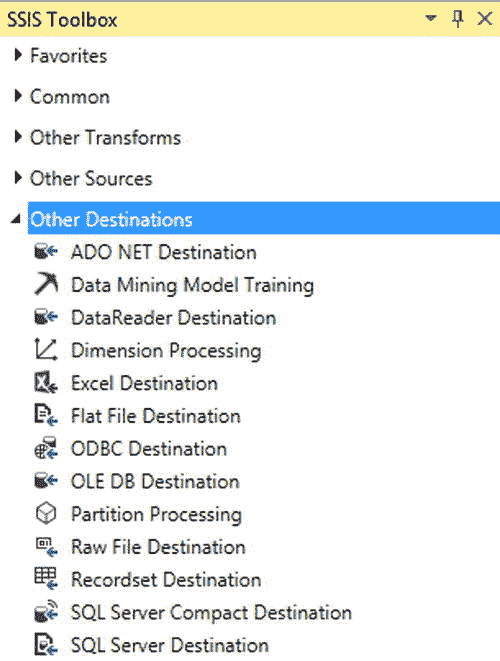 SSIS Toolbox
Favorites
Common
Other Transforms
Other Sources
Other Destinations
ADO NET Destination
Data Mining Model Training
DataReader Destination
Dimension Processing
Excel Destination
Flat File Destination
ODBC Destination
OLE DB Destination
Partition Processing
Raw File Destination
Recordset Destination
SQL Server Compact Destination
SQL Server Destination